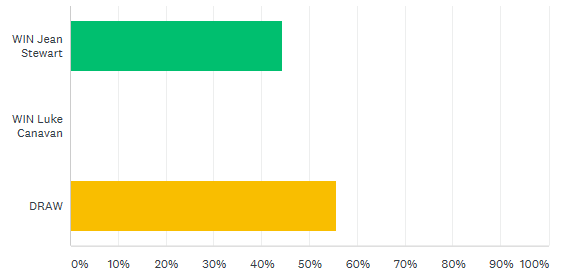 WIN Jean
Stewart
WIN Luke
Canavan
DRAW
0% 10% 20% 30% 40% 50% 60% 70% 80% 90% 100%